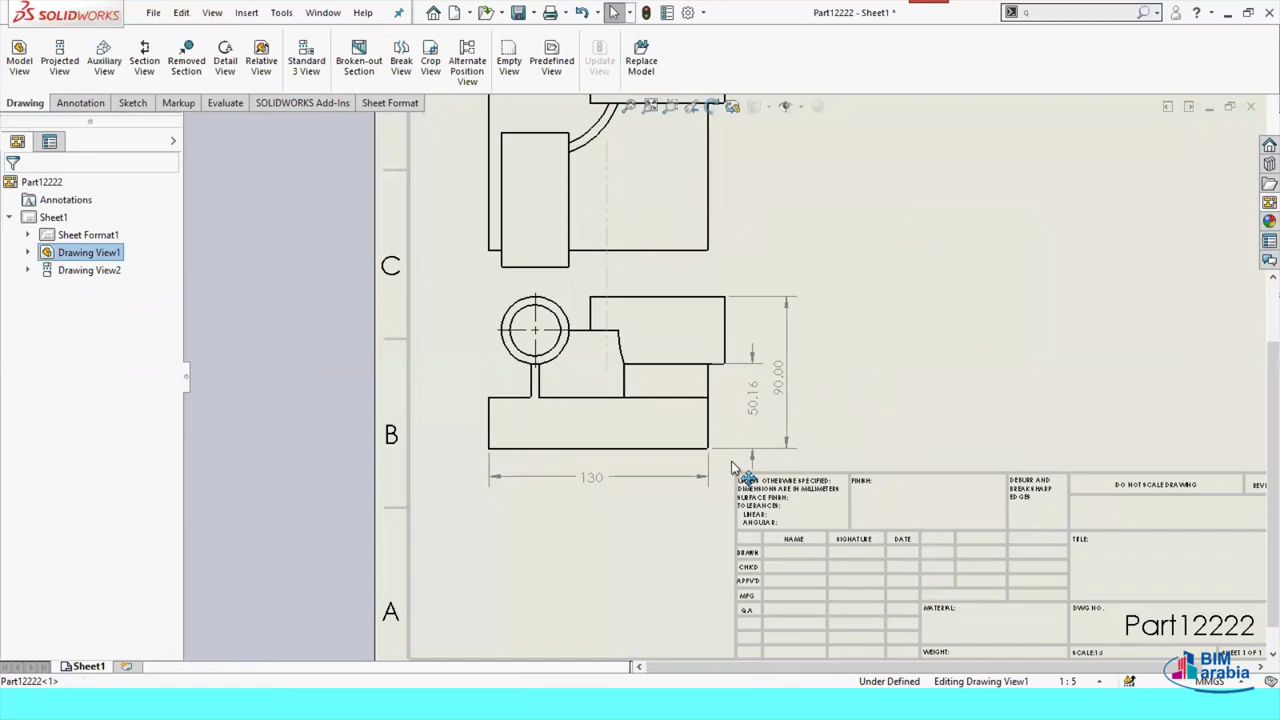 SOLIDWORKS
File Edit View Insert Tools Window Help
Part12222 - Sheet1 *
q
Model View
Projected View
Auxiliary View
Section View
Removed Section
Detail View
Relative View
Standard 3 View
Broken-out Section
Break View
Crop View
Alternate Position View
Empty View
Predefined View
Update View
Replace Model
Drawing Annotation Sketch Markup Evaluate SOLIDWORKS Add-Ins Sheet Format
Part12222
Annotations
Sheet1
Sheet Format1
Drawing View1
Drawing View2
C
B
A
90.00
50.16
130
OTHERWISE SPECIFIED:
DIMENSIONS ARE IN MILLIMETERS
SURFACE FINISH:
TOLERANCES:
LINEAR:
ANGULAR:
FINISH:
DEBURR AND
BREAK SHARP
EDGES
DO NOT SCALE DRAWING
NAME SIGNATURE DATE
TITLE:
DRAWN
CHK'D
APPV'D
MFG
Q.A
MATERIAL:
DWG NO.
Part12222
WEIGHT:
SCALE:1:5
SHEET 1 OF 1
BIM
arabia
Sheet1
Part12222<1>
Under Defined
Editing Drawing View1
1 : 5
MMGS